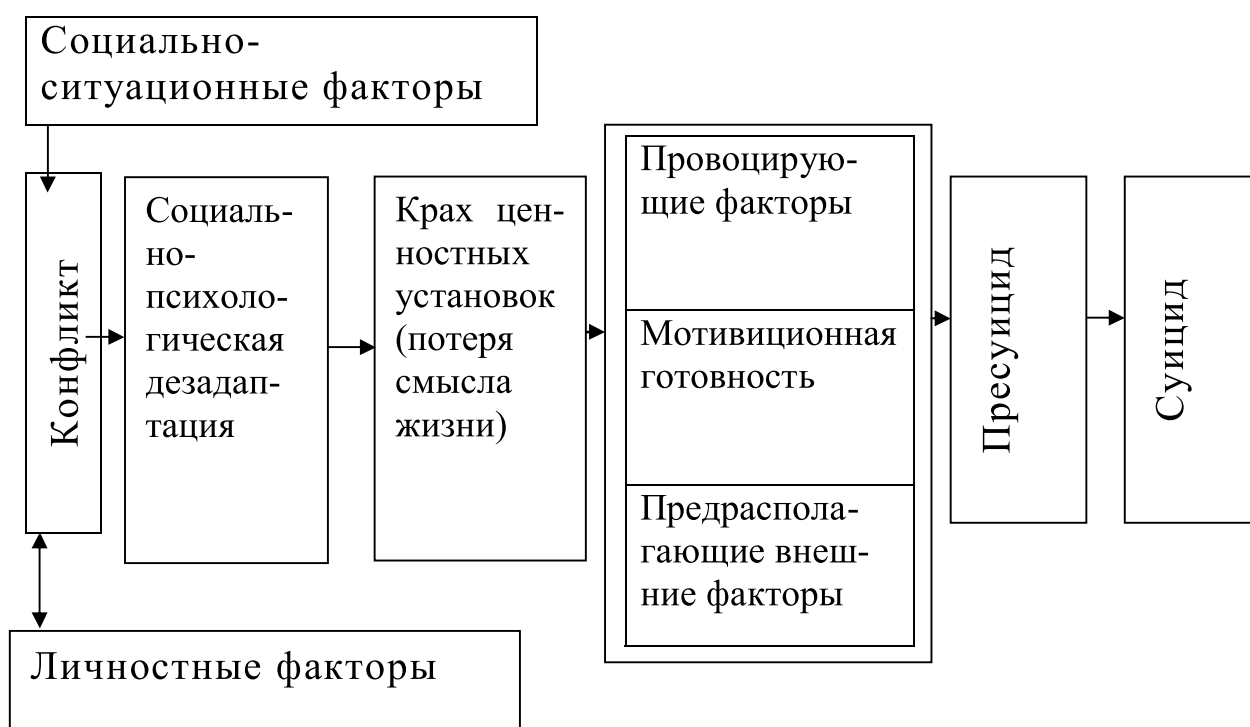 Социально-
ситуационные факторы
Конфликт
Социаль-
но-
психоло-
гическая
дезадап-
тация
Крах цен-
ностных
установок
(потеря
смысла
жизни)
Провоцирую-
щие факторы
Мотивиционная
готовность
Предраспола-
гающие внеш-
ние факторы
Пресуицид
Суицид
Личностные факторы